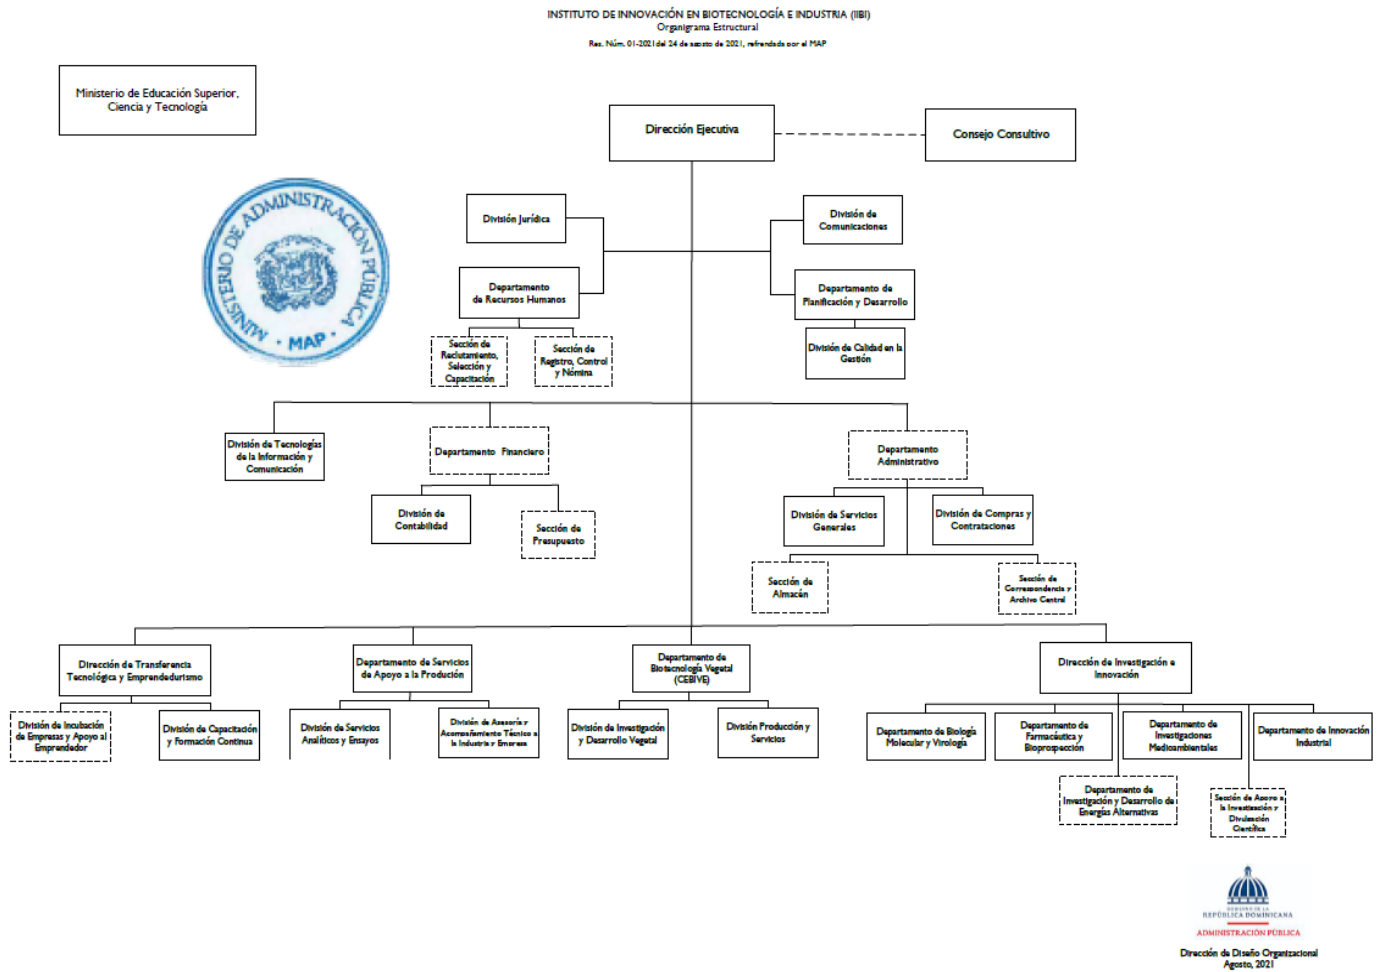 INSTITUTO DE INNOVACIÓN EN BIOTECNOLOGÍA E INDUSTRIA (IIBI)
Organigrama Estructural
Res. Núm. 01-2021 del 24 de agosto de 2021, refrendada por el MAP
Ministerio de Educación Superior,
Ciencia y Tecnología
Dirección Ejecutiva
Consejo Consultivo
MINISTERIO DE ADMINISTRACIÓN PÚBLICA
· MAP ·
División Jurídica
División de
Comunicaciones
Departamento
de Recursos Humanos
Departamento de
Planificación y Desarrollo
Sección de
Reclutamiento,
Selección y
Capacitación
Sección de
Registro, Control
y Nómina
División de Calidad en la
Gestión
División de Tecnologías
de la Información y
Comunicación
Departamento Financiero
Departamento
Administrativo
División de
Contabilidad
Sección de
Presupuesto
División de Servicios
Generales
División de Compras y
Contrataciones
Sección de
Almacén
Sección de
Correspondencia y
Archivo Central
Dirección de Transferencia
Tecnológica y Emprendedurismo
Departamento de Servicios
de Apoyo a la Produción
Departamento de
Biotecnología Vegetal
(CEBIVE)
Dirección de Investigación e
Innovación
División de Incubación
de Empresas y Apoyo al
Emprendedor
División de Capacitación
y Formación Continua
División de Servicios
Analíticos y Ensayos
División de Asesoría y
Acompañamiento Técnico a
la Industria y Empresa
División de Investigación
y Desarrollo Vegetal
División Producción y
Servicios
Departamento de Biología
Molecular y Virología
Departamento de
Farmacéutica y
Bioprospección
Departamento de
Investigaciones
Medioambientales
Departamento de Innovación
Industrial
Departamento de
Investigación y Desarrollo de
Energías Alternativas
Sección de Apoyo a
la Investigación y
Divulgación
Científica
GOBIERNO DE LA
REPÚBLICA DOMINICANA
ADMINISTRACIÓN PÚBLICA
Dirección de Diseño Organizacional
Agosto, 2021